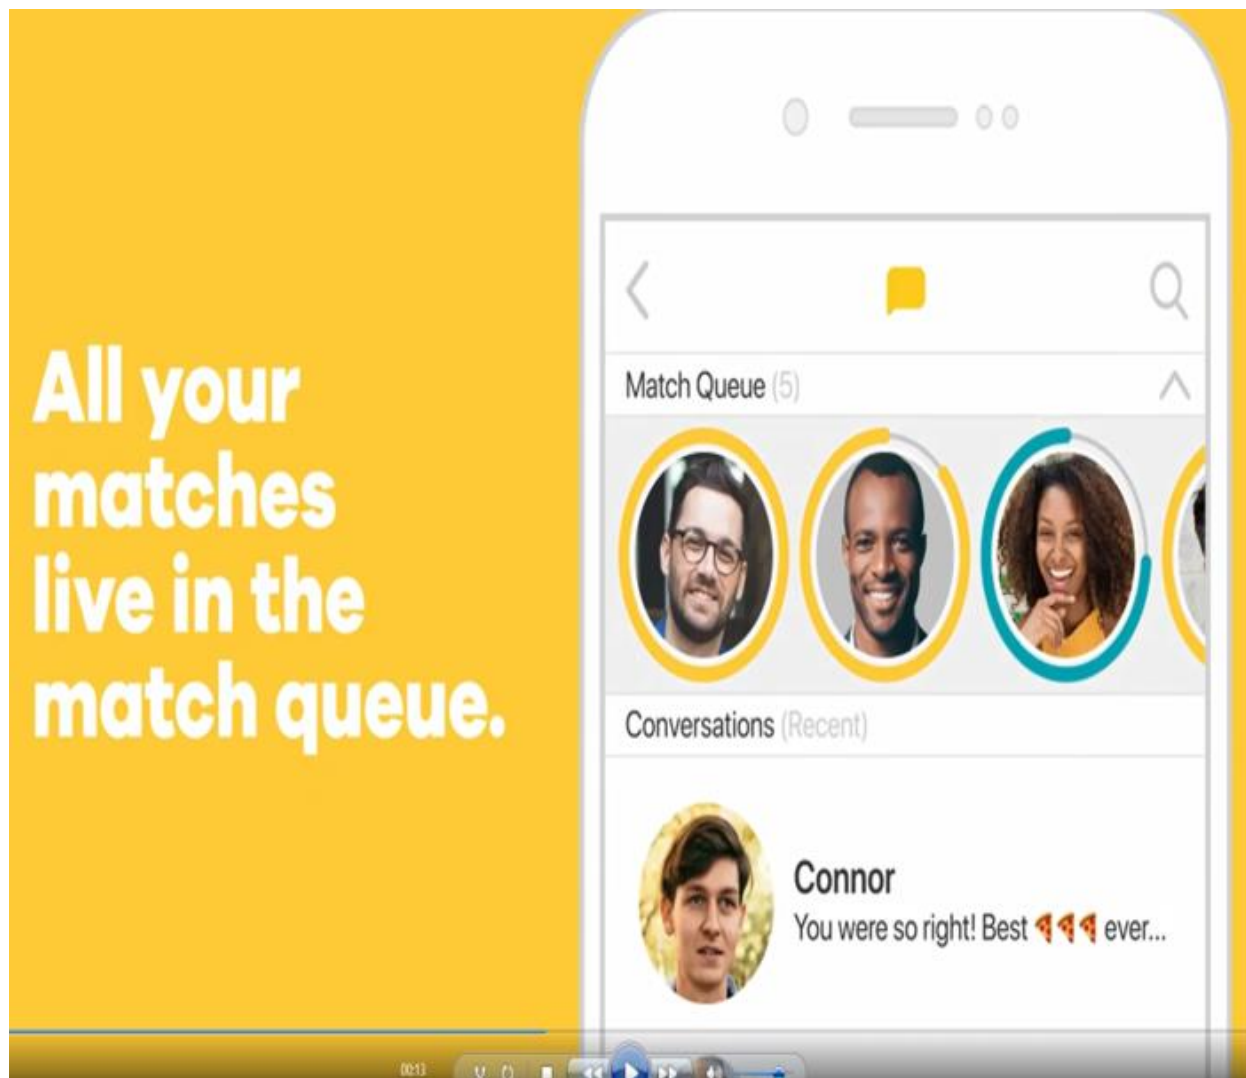 All your
matches
live in the
match queue.
Match Queue (5)
Conversations (Recent)
Connor
You were so right! Best 🍕🍕🍕 ever...
00:13